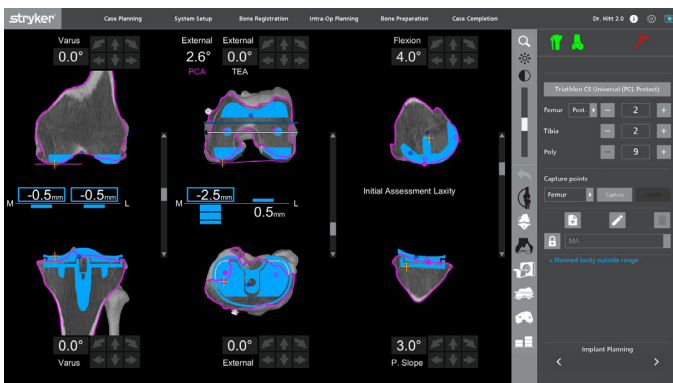 stryker
Case Planning
System Setup
Bone Registration
Intra-Op Planning
Bone Preparation
Case Completion
Dr. Hitt 2.0
Varus
0.0°
External
2.6°
PCA
External
0.0°
TEA
Flexion
4.0°
M -0.5mm -0.5mm L
M -2.5mm L
0.5mm
Initial Assessment Laxity
0.0°
Varus
0.0°
External
3.0°
P. Slope
Triathlon CS Universal (PCL Protect)
Femur Post. 2
Tibia 2
Poly 9
Capture points
Femur Capture
MA
• Planned laxity outside range
Implant Planning